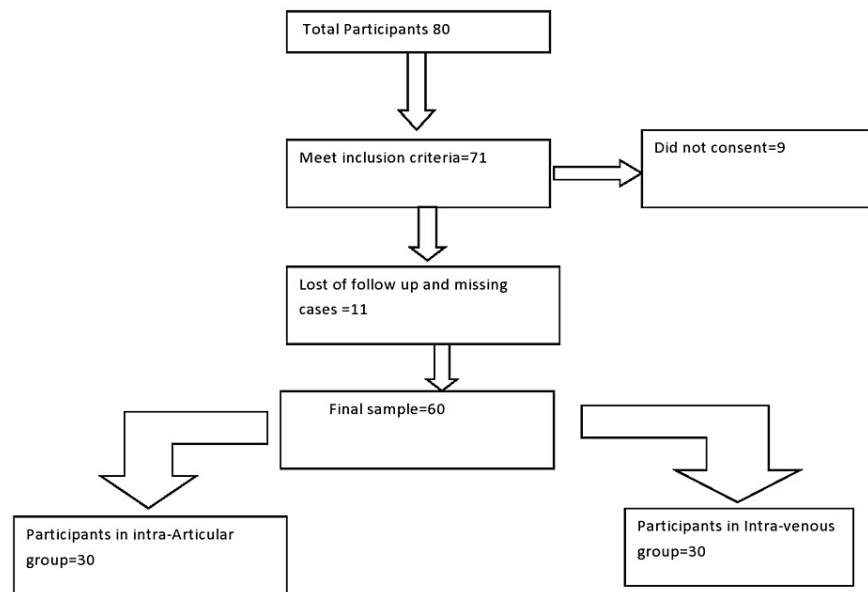 Total Participants 80
Meet inclusion criteria=71
Did not consent=9
Lost of follow up and missing
cases =11
Final sample=60
Participants in intra-Articular
group=30
Participants in Intra-venous
group=30